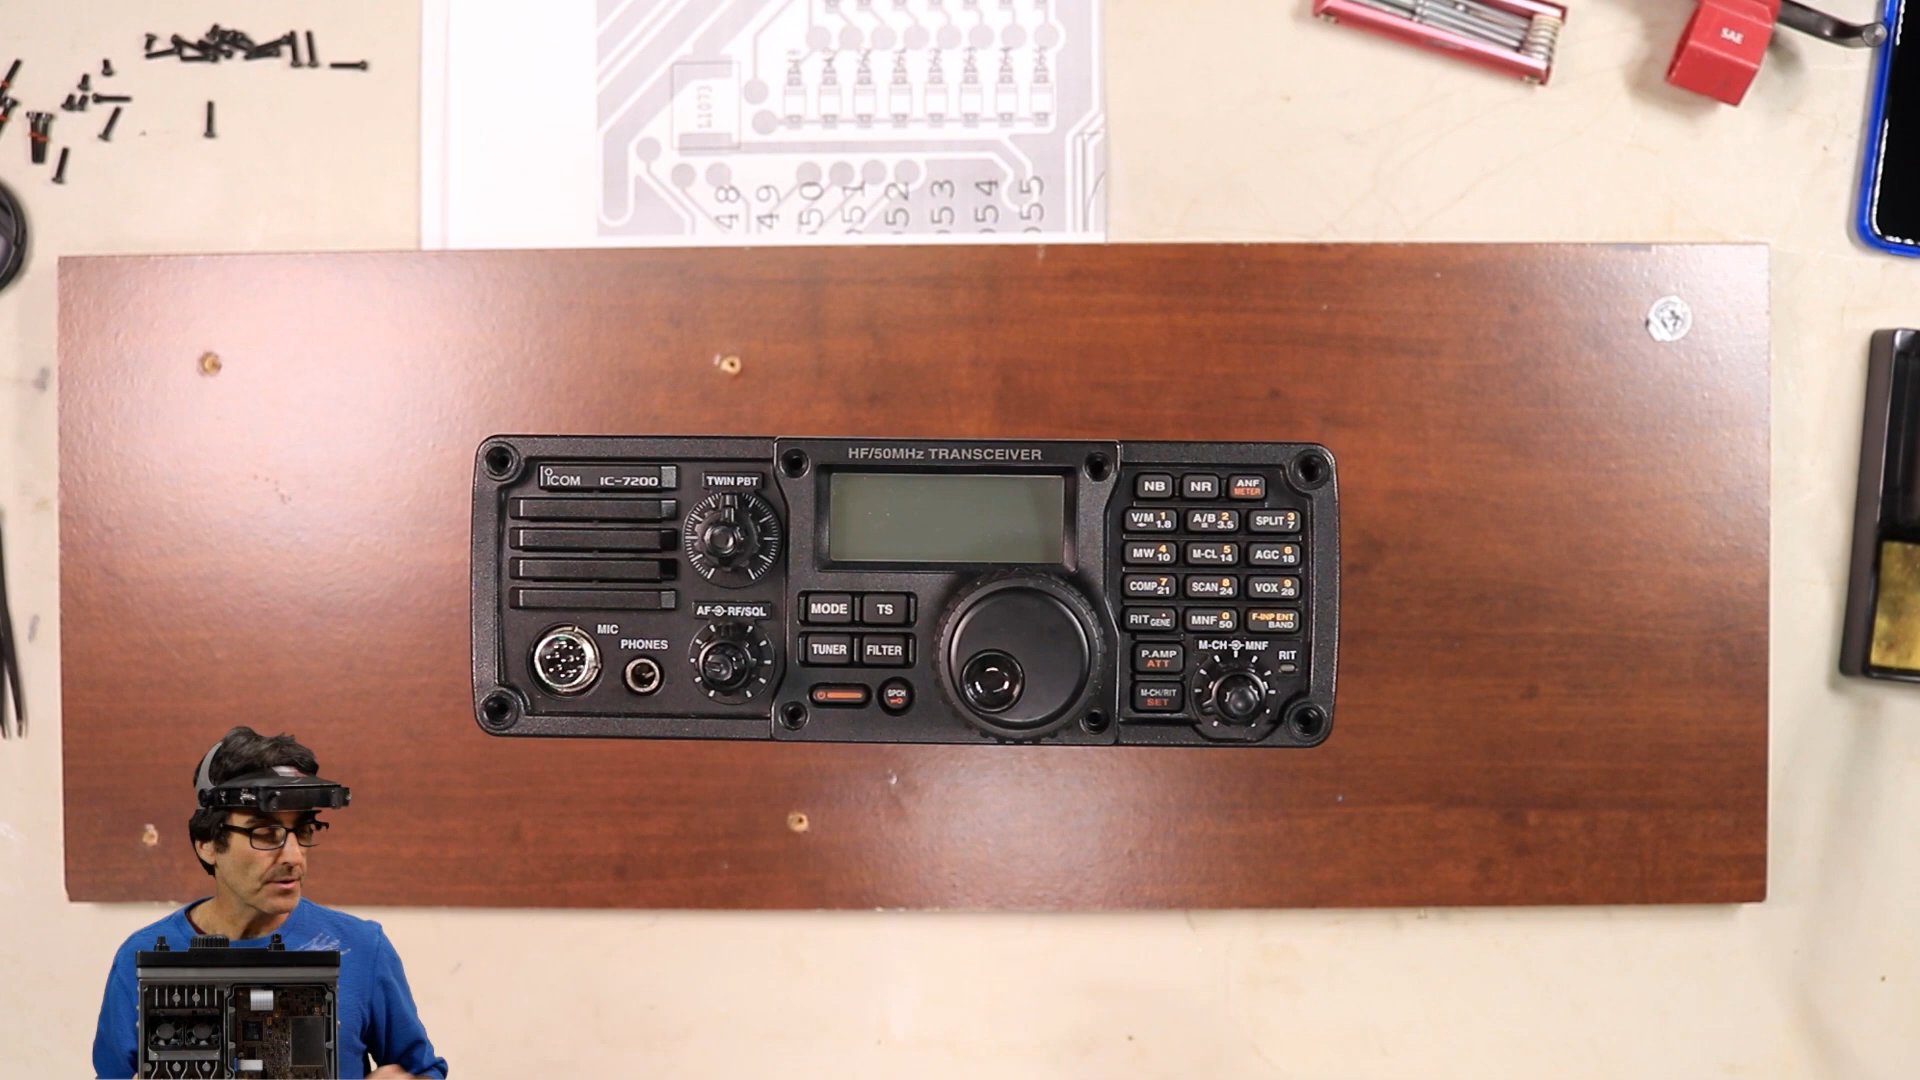 SAE
L1073
48
49
50
51
52
53
54
55
HF/50MHz TRANSCEIVER
ICOM IC-7200
TWIN PBT
NB NR ANF
METER
V/M 1 1.8 A/B 2 3.5 SPLIT 3 7
MW 4 10 M-CL 5 14 AGC 6 18
COMP 7 21 SCAN 8 24 VOX 9 28
RIT GENE MNF 0 50 F-INP ENT
BAND
AF RF/SQL
MODE TS
TUNER FILTER
MIC
PHONES
SPCH
P.AMP
ATT
M-CH MNF
RIT
M-CH/RIT
SET